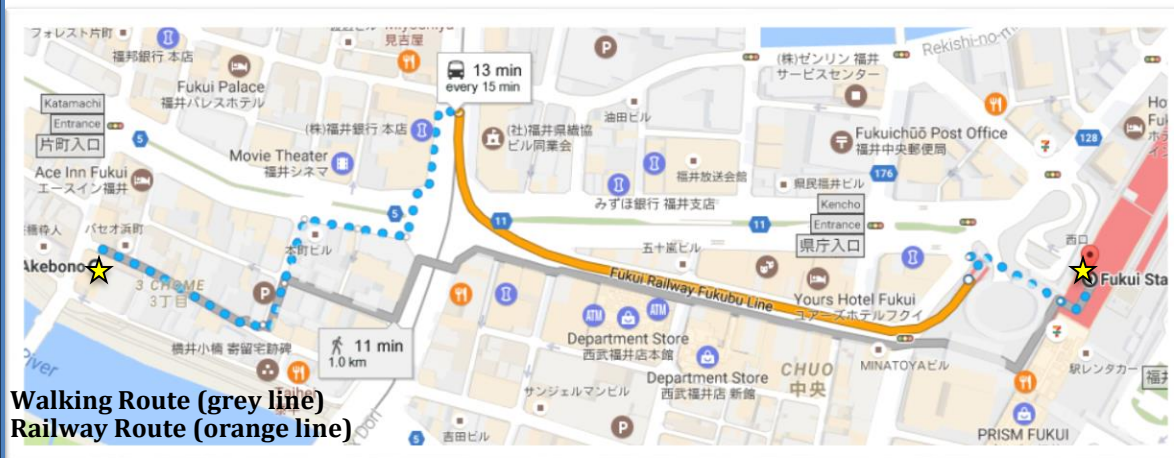 フォレスト片町
福邦銀行 本店
見吉屋
13 min
every 15 min
P
(株)ゼンリン 福井
サービスセンター
Rekishi-no-m
Fukui Palace
福井パレスホテル
Katamachi
Entrance
片町入口
5
(株)福井銀行 本店
(社)福井県繊協
ビル同業会
油田ビル
Fukuichūō Post Office
福井中央郵便局
128
Movie Theater
福井シネマ
Ace Inn Fukui
エースイン福井
福井放送会館
176
県民福井ビル
みずほ銀行 福井支店
Kencho
Entrance
県庁入口
5
11
11
パセオ浜町
本町ビル
五十嵐ビル
西口
Akebono
3 CHOME
3丁目
P
Fukui Railway Fukubu Line
Yours Hotel Fukui
ユアーズホテルフクイ
Fukui Sta
ATM
ATM
Department Store
西武福井店本館
11 min
1.0 km
横井小楠 寄留宅跡碑
Department Store
西武福井店 新館
CHUO
中央
MINATOYAビル
駅レンタカー
River
サンジェルマンビル
Walking Route (grey line)
Railway Route (orange line)
Dori
5
吉田ビル
P
PRISM FUKUI